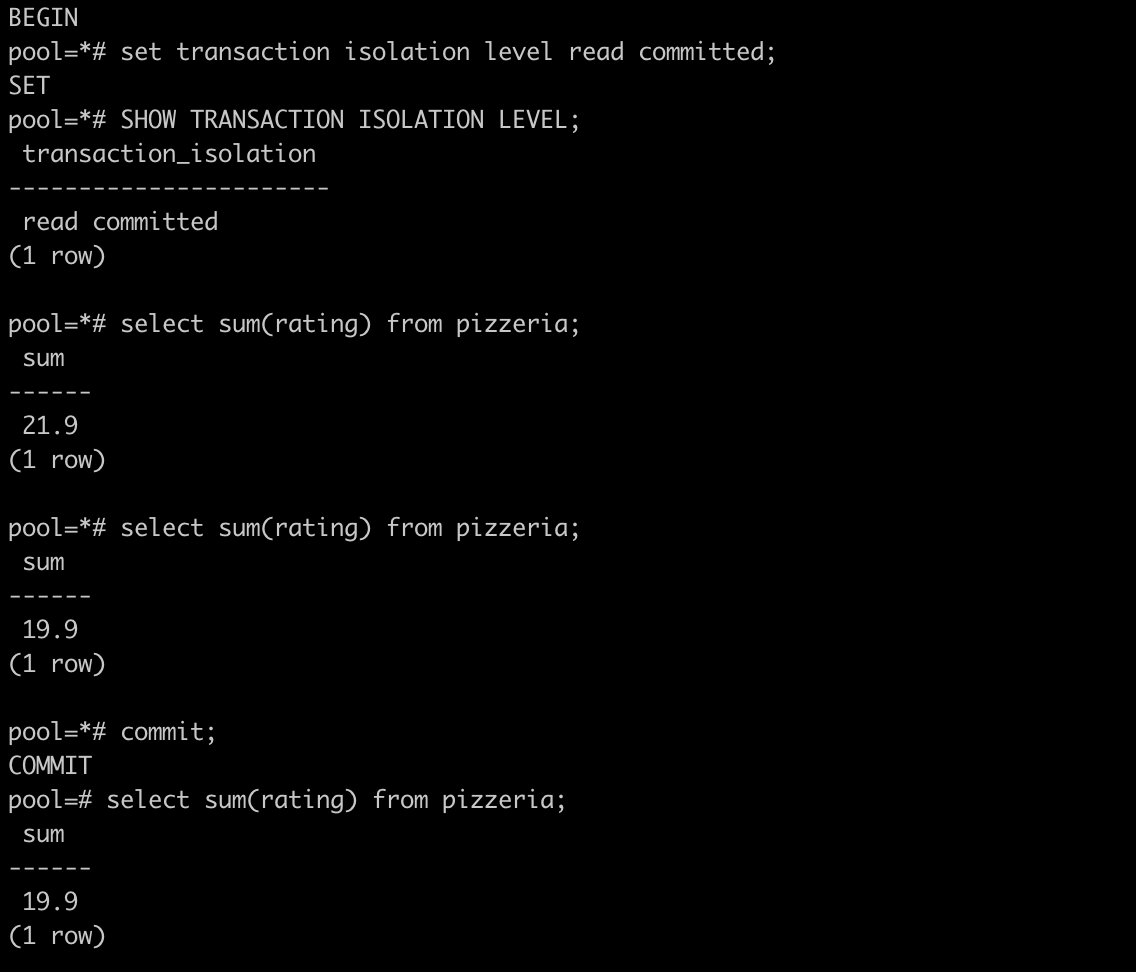 BEGIN
pool=*# set transaction isolation level read committed;
SET
pool=*# SHOW TRANSACTION ISOLATION LEVEL;
 transaction_isolation
-----------------------
 read committed
(1 row)

pool=*# select sum(rating) from pizzeria;
 sum
------
 21.9
(1 row)

pool=*# select sum(rating) from pizzeria;
 sum
------
 19.9
(1 row)

pool=*# commit;
COMMIT
pool=# select sum(rating) from pizzeria;
 sum
------
 19.9
(1 row)